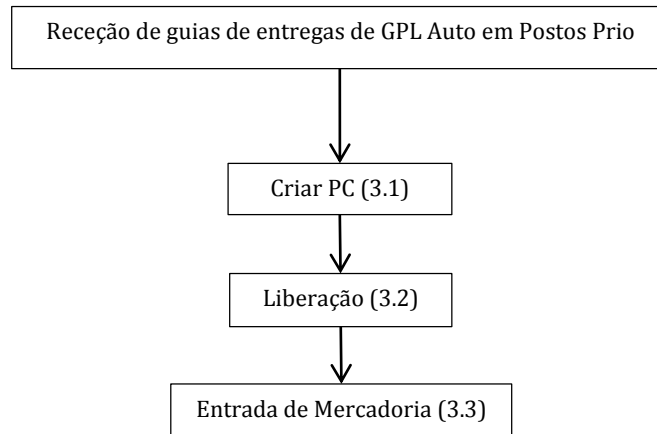 Receção de guias de entregas de GPL Auto em Postos Prio
Criar PC (3.1)
Liberação (3.2)
Entrada de Mercadoria (3.3)